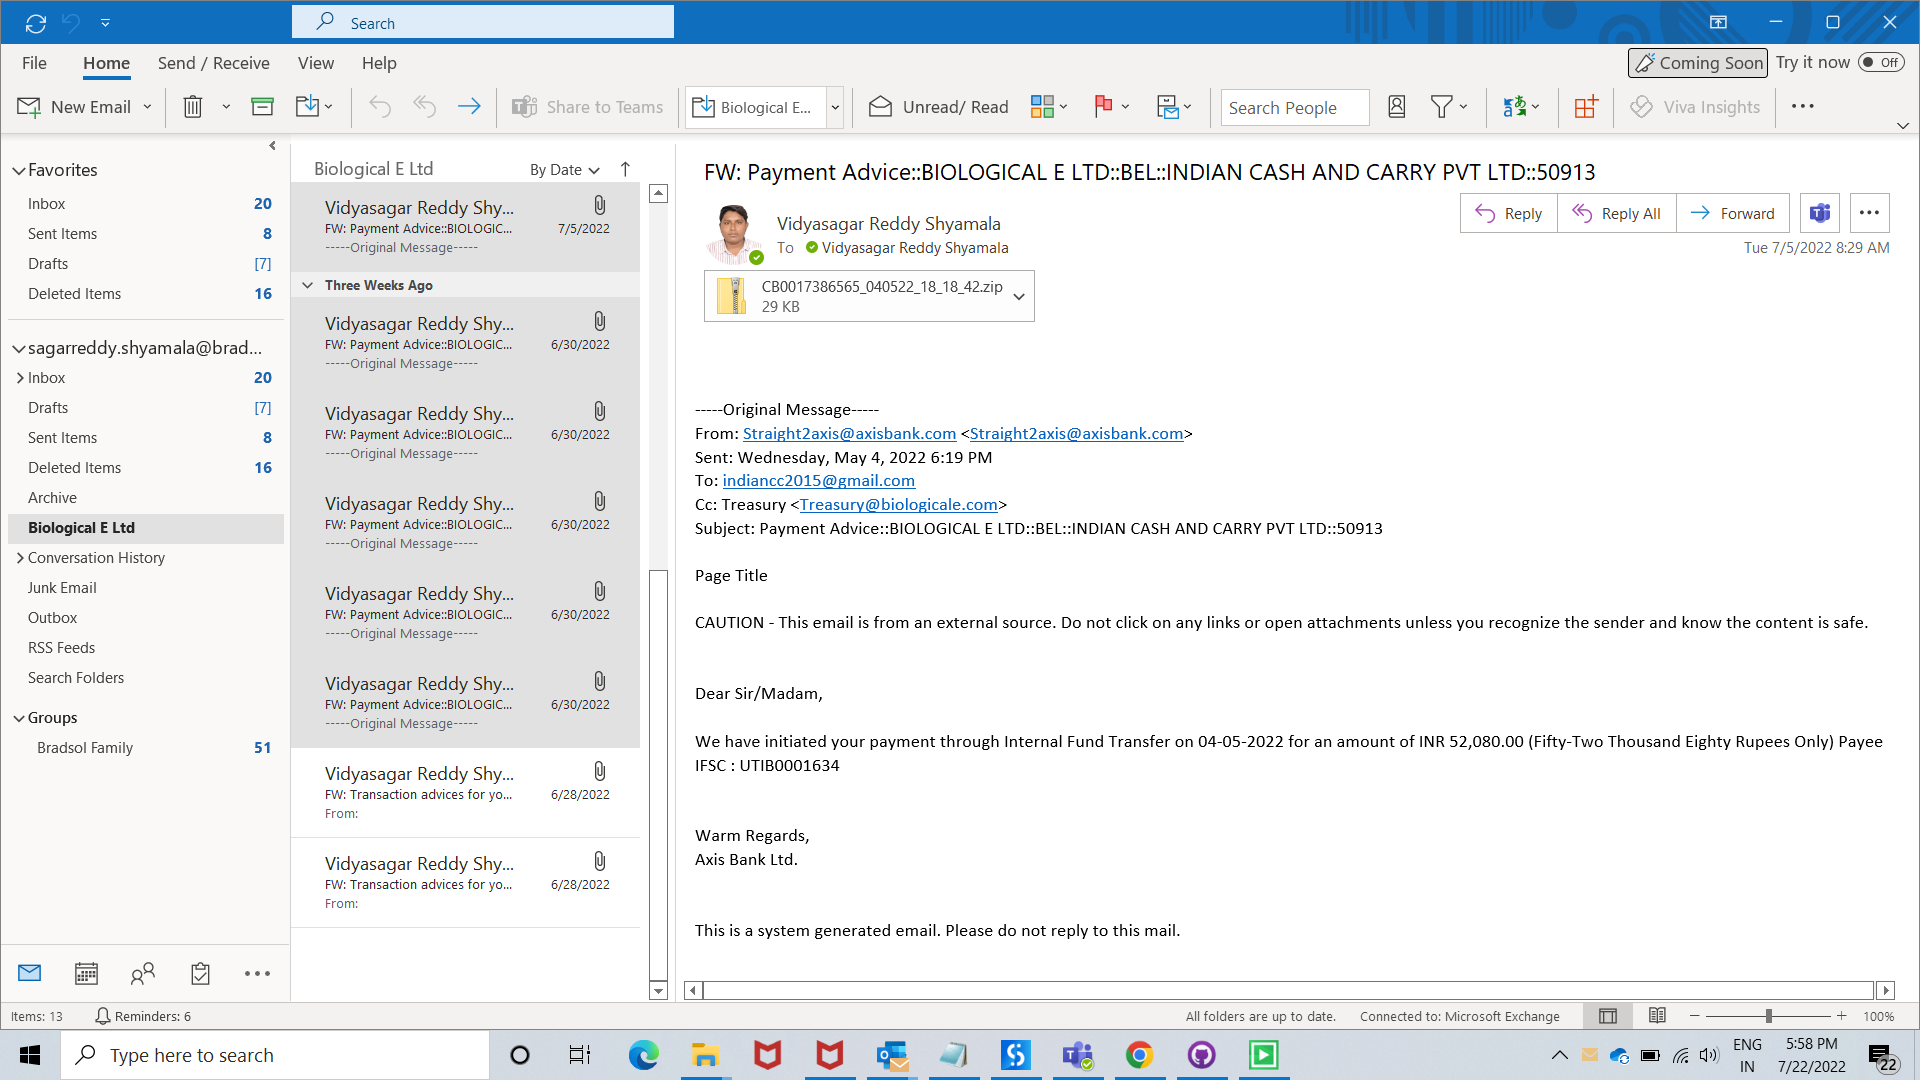 Search
File
Home
Send / Receive
View
Help
Coming Soon
Try it now
Off
New Email
Share to Teams
Biological E...
Unread/ Read
Search People
Viva Insights
Favorites
Inbox 20
Sent Items 8
Drafts [7]
Deleted Items 16
sagarreddy.shyamala@brad...
Inbox 20
Drafts [7]
Sent Items 8
Deleted Items 16
Archive
Biological E Ltd
Conversation History
Junk Email
Outbox
RSS Feeds
Search Folders
Groups
Bradsol Family 51
Biological E Ltd
By Date
Vidyasagar Reddy Shy...
FW: Payment Advice::BIOLOGIC... 7/5/2022
-----Original Message-----
Three Weeks Ago
Vidyasagar Reddy Shy...
FW: Payment Advice::BIOLOGIC... 6/30/2022
-----Original Message-----
Vidyasagar Reddy Shy...
FW: Payment Advice::BIOLOGIC... 6/30/2022
-----Original Message-----
Vidyasagar Reddy Shy...
FW: Payment Advice::BIOLOGIC... 6/30/2022
-----Original Message-----
Vidyasagar Reddy Shy...
FW: Payment Advice::BIOLOGIC... 6/30/2022
-----Original Message-----
Vidyasagar Reddy Shy...
FW: Payment Advice::BIOLOGIC... 6/30/2022
-----Original Message-----
Vidyasagar Reddy Shy...
FW: Transaction advices for yo... 6/28/2022
From:
Vidyasagar Reddy Shy...
FW: Transaction advices for yo... 6/28/2022
From:
FW: Payment Advice::BIOLOGICAL E LTD::BEL::INDIAN CASH AND CARRY PVT LTD::50913
Vidyasagar Reddy Shyamala
To Vidyasagar Reddy Shyamala
Reply
Reply All
Forward
Tue 7/5/2022 8:29 AM
CB0017386565_040522_18_18_42.zip
29 KB
-----Original Message-----
From: Straight2axis@axisbank.com <Straight2axis@axisbank.com>
Sent: Wednesday, May 4, 2022 6:19 PM
To: indiancc2015@gmail.com
Cc: Treasury <Treasury@biologicale.com>
Subject: Payment Advice::BIOLOGICAL E LTD::BEL::INDIAN CASH AND CARRY PVT LTD::50913
Page Title
CAUTION - This email is from an external source. Do not click on any links or open attachments unless you recognize the sender and know the content is safe.
Dear Sir/Madam,
We have initiated your payment through Internal Fund Transfer on 04-05-2022 for an amount of INR 52,080.00 (Fifty-Two Thousand Eighty Rupees Only) Payee
IFSC : UTIB0001634
Warm Regards,
Axis Bank Ltd.
This is a system generated email. Please do not reply to this mail.
Items: 13
Reminders: 6
All folders are up to date.
Connected to: Microsoft Exchange
100%
Type here to search
ENG
IN
5:58 PM
7/22/2022
22